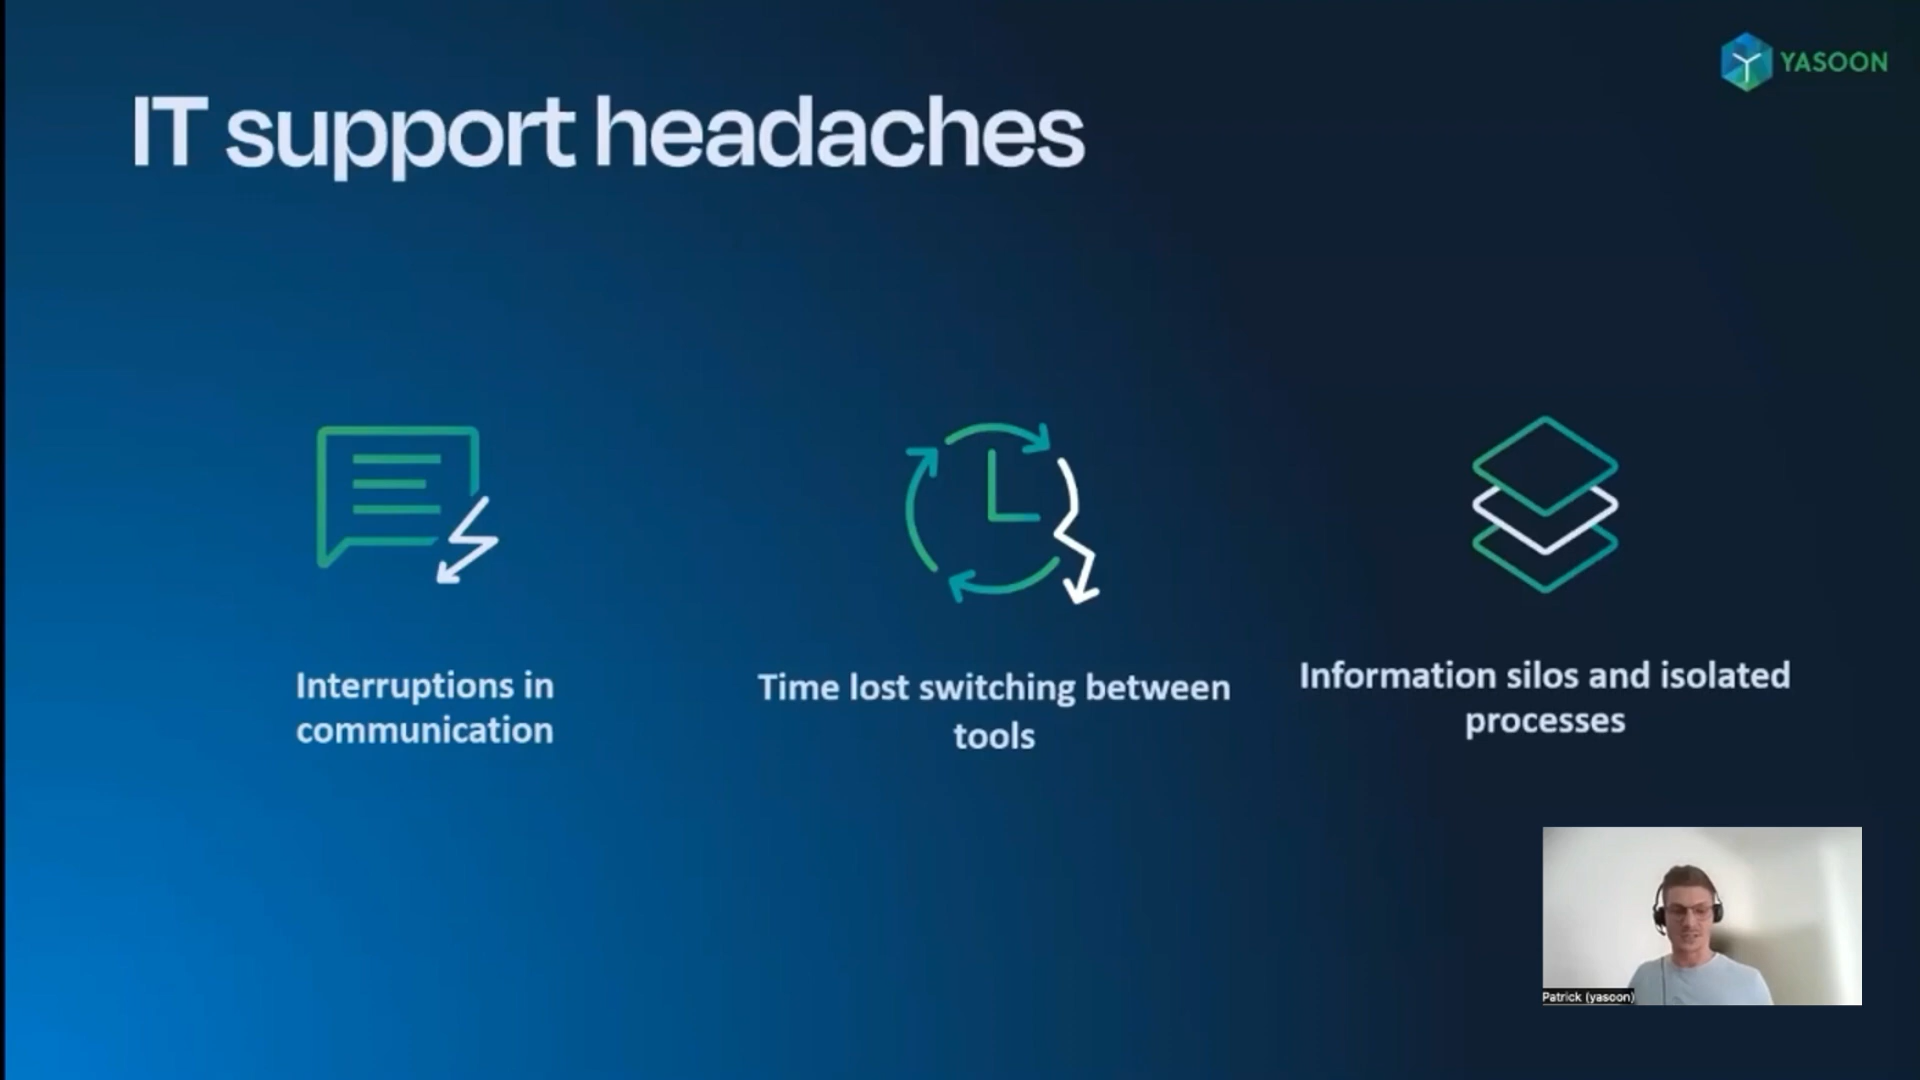 YASOON
IT support headaches
Interruptions in
communication
Time lost switching between
tools
Information silos and isolated
processes
Patrick (yasoon)